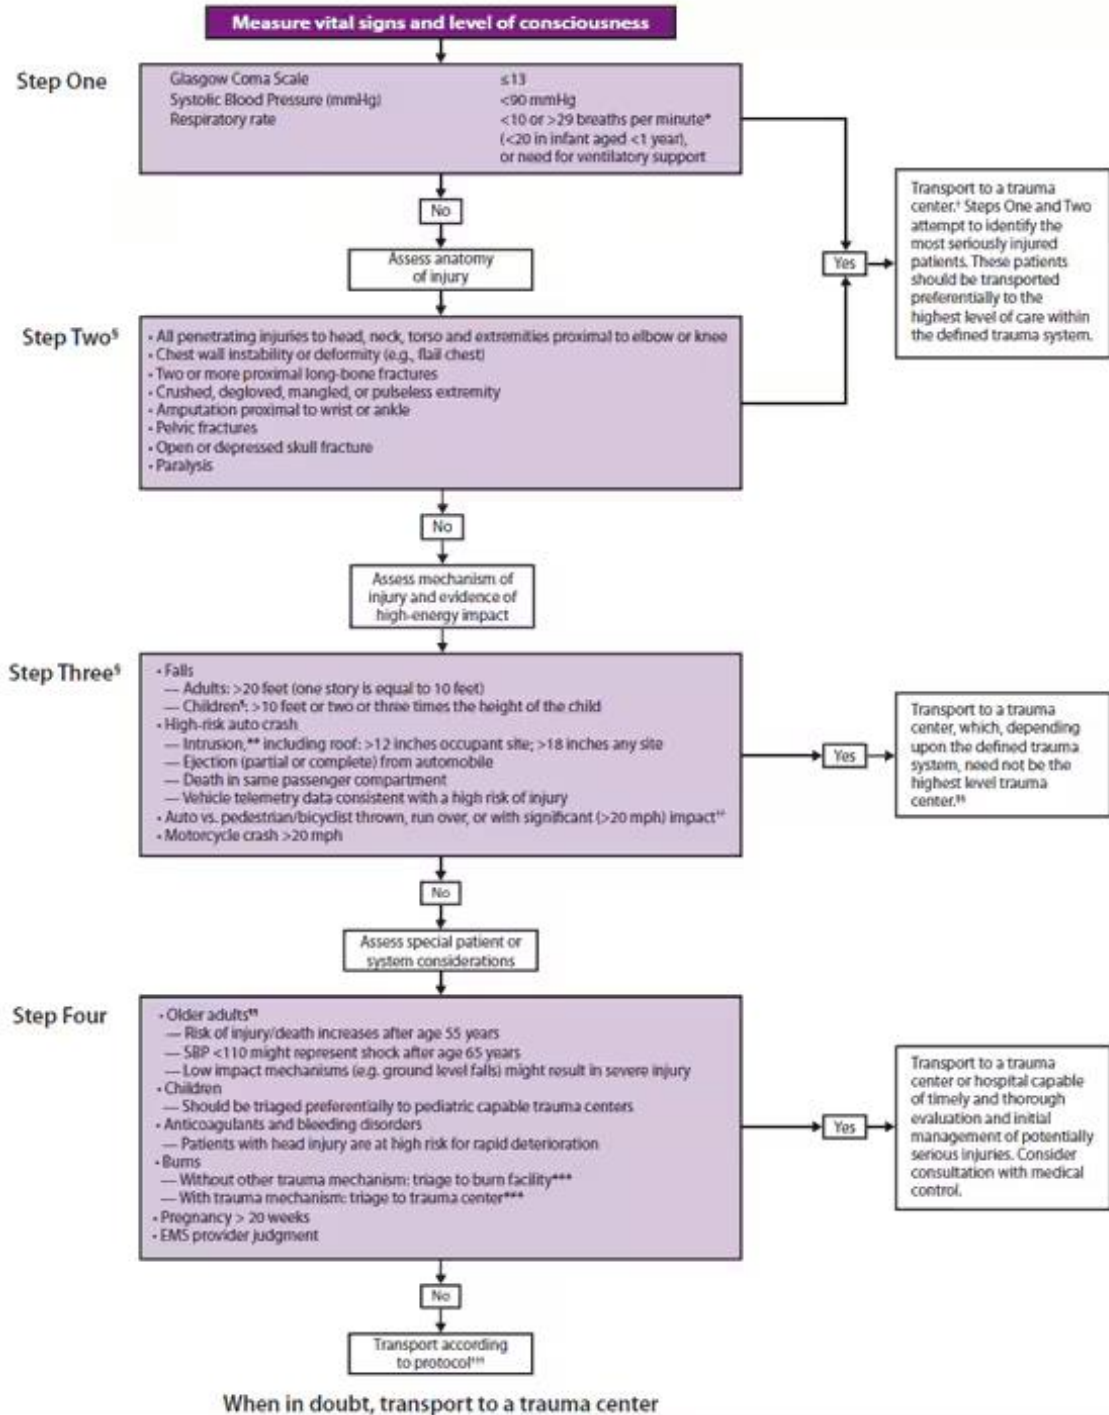 Measure vital signs and level of consciousness
Step One
Glasgow Coma Scale ≤13
Systolic Blood Pressure (mmHg) <90 mmHg
Respiratory rate <10 or >29 breaths per minute*
(<20 in infant aged <1 year),
or need for ventilatory support
No
Assess anatomy
of injury
Yes
Transport to a trauma
center.† Steps One and Two
attempt to identify the
most seriously injured
patients. These patients
should be transported
preferentially to the
highest level of care within
the defined trauma system.
Step Two§
• All penetrating injuries to head, neck, torso and extremities proximal to elbow or knee
• Chest wall instability or deformity (e.g., flail chest)
• Two or more proximal long-bone fractures
• Crushed, degloved, mangled, or pulseless extremity
• Amputation proximal to wrist or ankle
• Pelvic fractures
• Open or depressed skull fracture
• Paralysis
No
Assess mechanism of
injury and evidence of
high-energy impact
Step Three§
• Falls
— Adults: >20 feet (one story is equal to 10 feet)
— Children¶: >10 feet or two or three times the height of the child
• High-risk auto crash
— Intrusion,** including roof: >12 inches occupant site; >18 inches any site
— Ejection (partial or complete) from automobile
— Death in same passenger compartment
— Vehicle telemetry data consistent with a high risk of injury
• Auto vs. pedestrian/bicyclist thrown, run over, or with significant (>20 mph) impact††
• Motorcycle crash >20 mph
Yes
Transport to a trauma
center, which, depending
upon the defined trauma
system, need not be the
highest level trauma
center.§§
No
Assess special patient or
system considerations
Step Four
• Older adults¶¶
— Risk of injury/death increases after age 55 years
— SBP <110 might represent shock after age 65 years
— Low impact mechanisms (e.g. ground level falls) might result in severe injury
• Children
— Should be triaged preferentially to pediatric capable trauma centers
• Anticoagulants and bleeding disorders
— Patients with head injury are at high risk for rapid deterioration
• Burns
— Without other trauma mechanism: triage to burn facility***
— With trauma mechanism: triage to trauma center***
• Pregnancy > 20 weeks
• EMS provider judgment
Yes
Transport to a trauma
center or hospital capable
of timely and thorough
evaluation and initial
management of potentially
serious injuries. Consider
consultation with medical
control.
No
Transport according
to protocol†††
When in doubt, transport to a trauma center